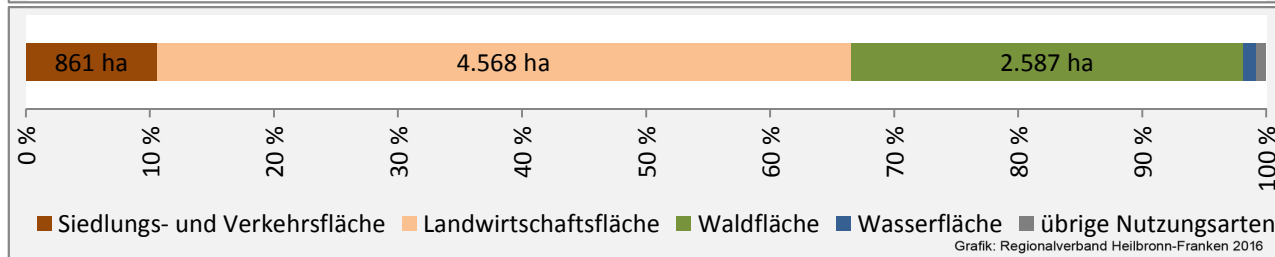 861 ha 4.568 ha 2.587 ha
0 % 10 % 20 % 30 % 40 % 50 % 60 % 70 % 80 % 90 % 100 %
Siedlungs- und Verkehrsfläche Landwirtschaftsfläche Waldfläche Wasserfläche übrige Nutzungsarten
Grafik: Regionalverband Heilbronn-Franken 2016